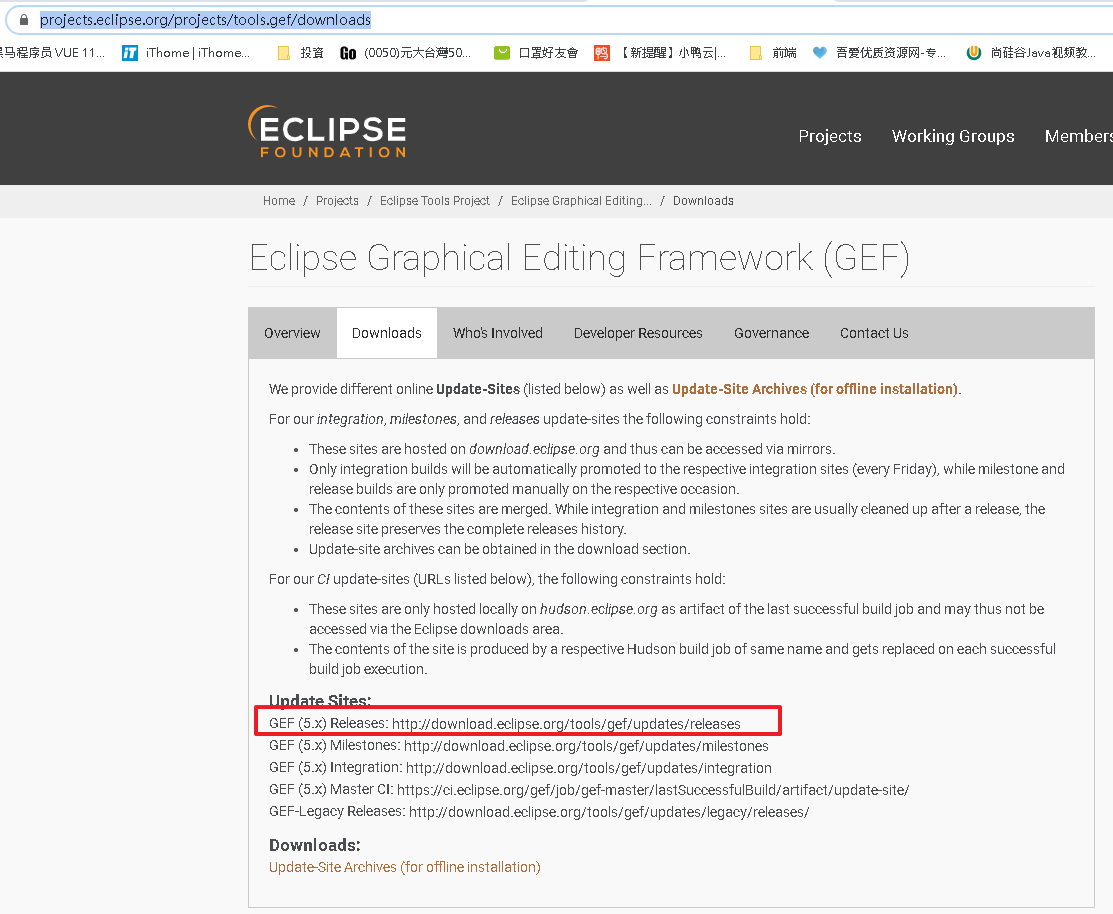 projects.eclipse.org/projects/tools.gef/downloads
馬程序员 VUE 11... iThome | iThome... 投資 (0050)元大台灣50... 口罩好友會 【新提醒】小鸭云|... 前端 吾爱优质资源网-专... 尚硅谷Java视频教...
ECLIPSE
FOUNDATION
Projects Working Groups Members
Home / Projects / Eclipse Tools Project / Eclipse Graphical Editing... / Downloads
Eclipse Graphical Editing Framework (GEF)
Overview Downloads Who's Involved Developer Resources Governance Contact Us
We provide different online Update-Sites (listed below) as well as Update-Site Archives (for offline installation).
For our integration, milestones, and releases update-sites the following constraints hold:
• These sites are hosted on download.eclipse.org and thus can be accessed via mirrors.
• Only integration builds will be automatically promoted to the respective integration sites (every Friday), while milestone and
release builds are only promoted manually on the respective occasion.
• The contents of these sites are merged. While integration and milestones sites are usually cleaned up after a release, the
release site preserves the complete releases history.
• Update-site archives can be obtained in the download section.
For our CI update-sites (URLs listed below), the following constraints hold:
• These sites are only hosted locally on hudson.eclipse.org as artifact of the last successful build job and may thus not be
accessed via the Eclipse downloads area.
• The contents of the site is produced by a respective Hudson build job of same name and gets replaced on each successful
build job execution.
Update Sites:
GEF (5.x) Releases: http://download.eclipse.org/tools/gef/updates/releases
GEF (5.x) Milestones: http://download.eclipse.org/tools/gef/updates/milestones
GEF (5.x) Integration: http://download.eclipse.org/tools/gef/updates/integration
GEF (5.x) Master CI: https://ci.eclipse.org/gef/job/gef-master/lastSuccessfulBuild/artifact/update-site/
GEF-Legacy Releases: http://download.eclipse.org/tools/gef/updates/legacy/releases/
Downloads:
Update-Site Archives (for offline installation)